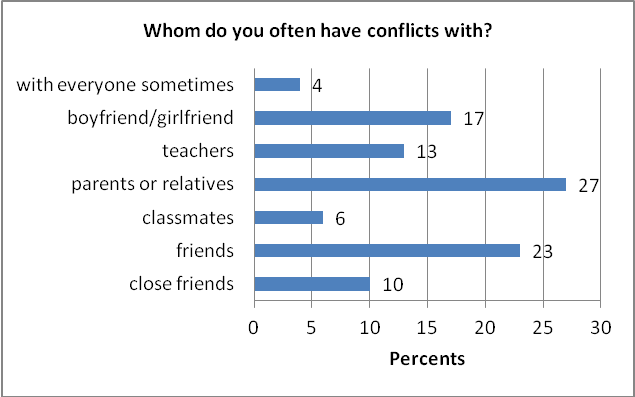 Whom do you often have conflicts with?
with everyone sometimes 4
boyfriend/girlfriend 17
teachers 13
parents or relatives 27
classmates 6
friends 23
close friends 10
0 5 10 15 20 25 30
Percents